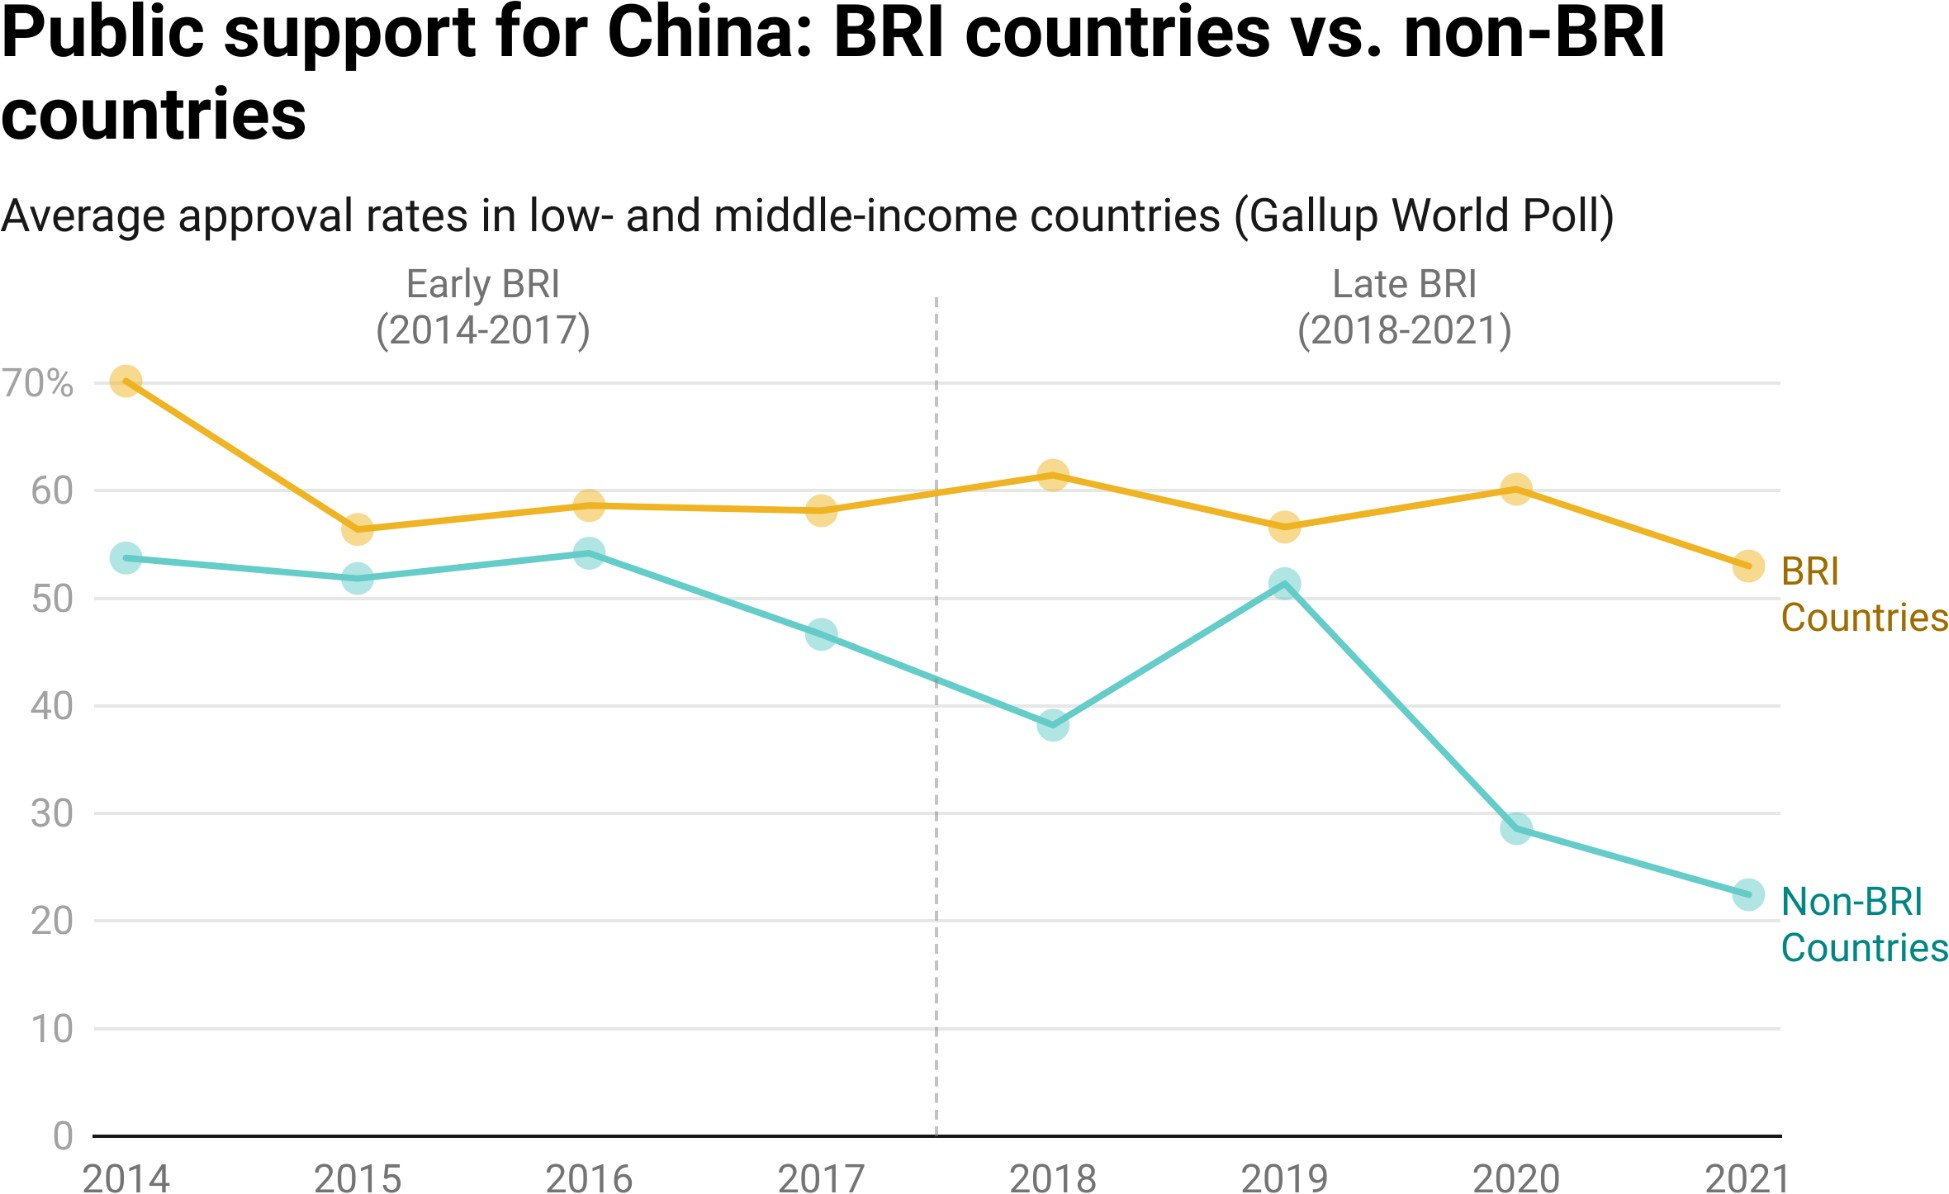 Public support for China: BRI countries vs. non-BRI
countries
Average approval rates in low- and middle-income countries (Gallup World Poll)
Early BRI
(2014-2017)
Late BRI
(2018-2021)
70%
60
50
40
30
20
10
0
BRI
Countries
Non-BRI
Countries
2014 2015 2016 2017 2018 2019 2020 2021